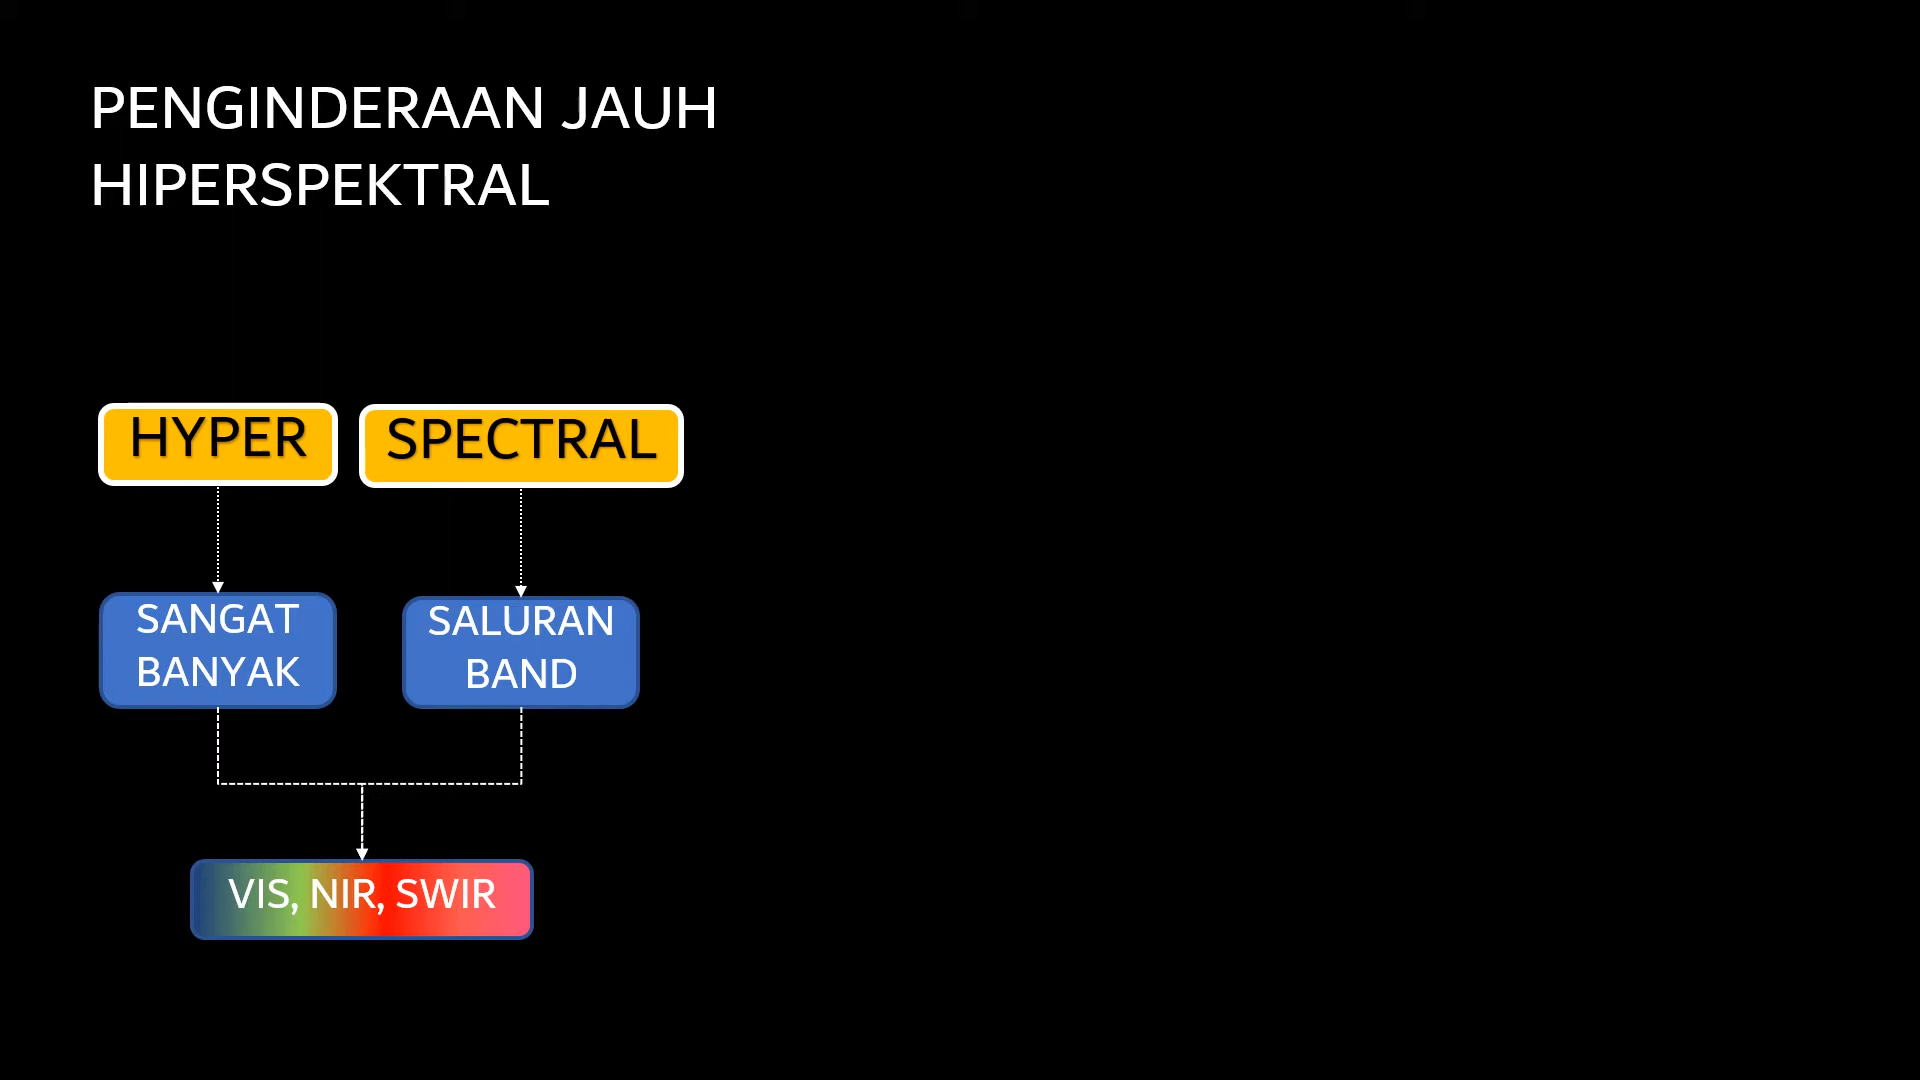 PENGINDERAAN JAUH
HIPERSPEKTRAL
HYPER
SPECTRAL
SANGAT
BANYAK
SALURAN
BAND
VIS, NIR, SWIR